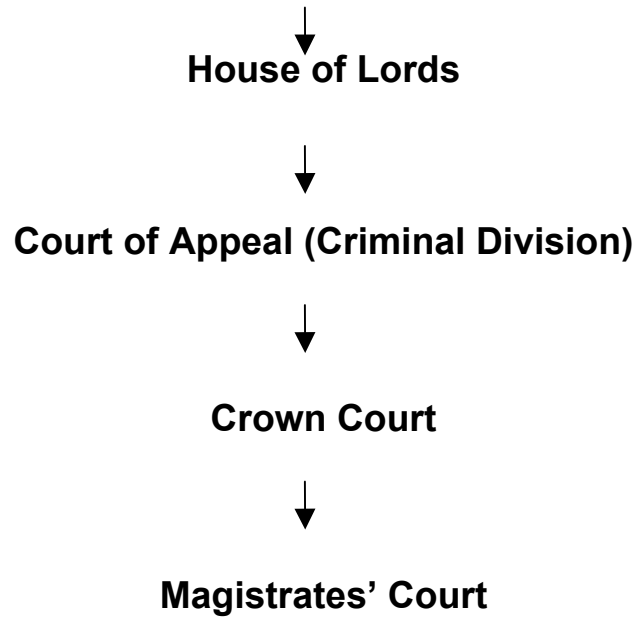 House of Lords
Court of Appeal (Criminal Division)
Crown Court
Magistrates’ Court